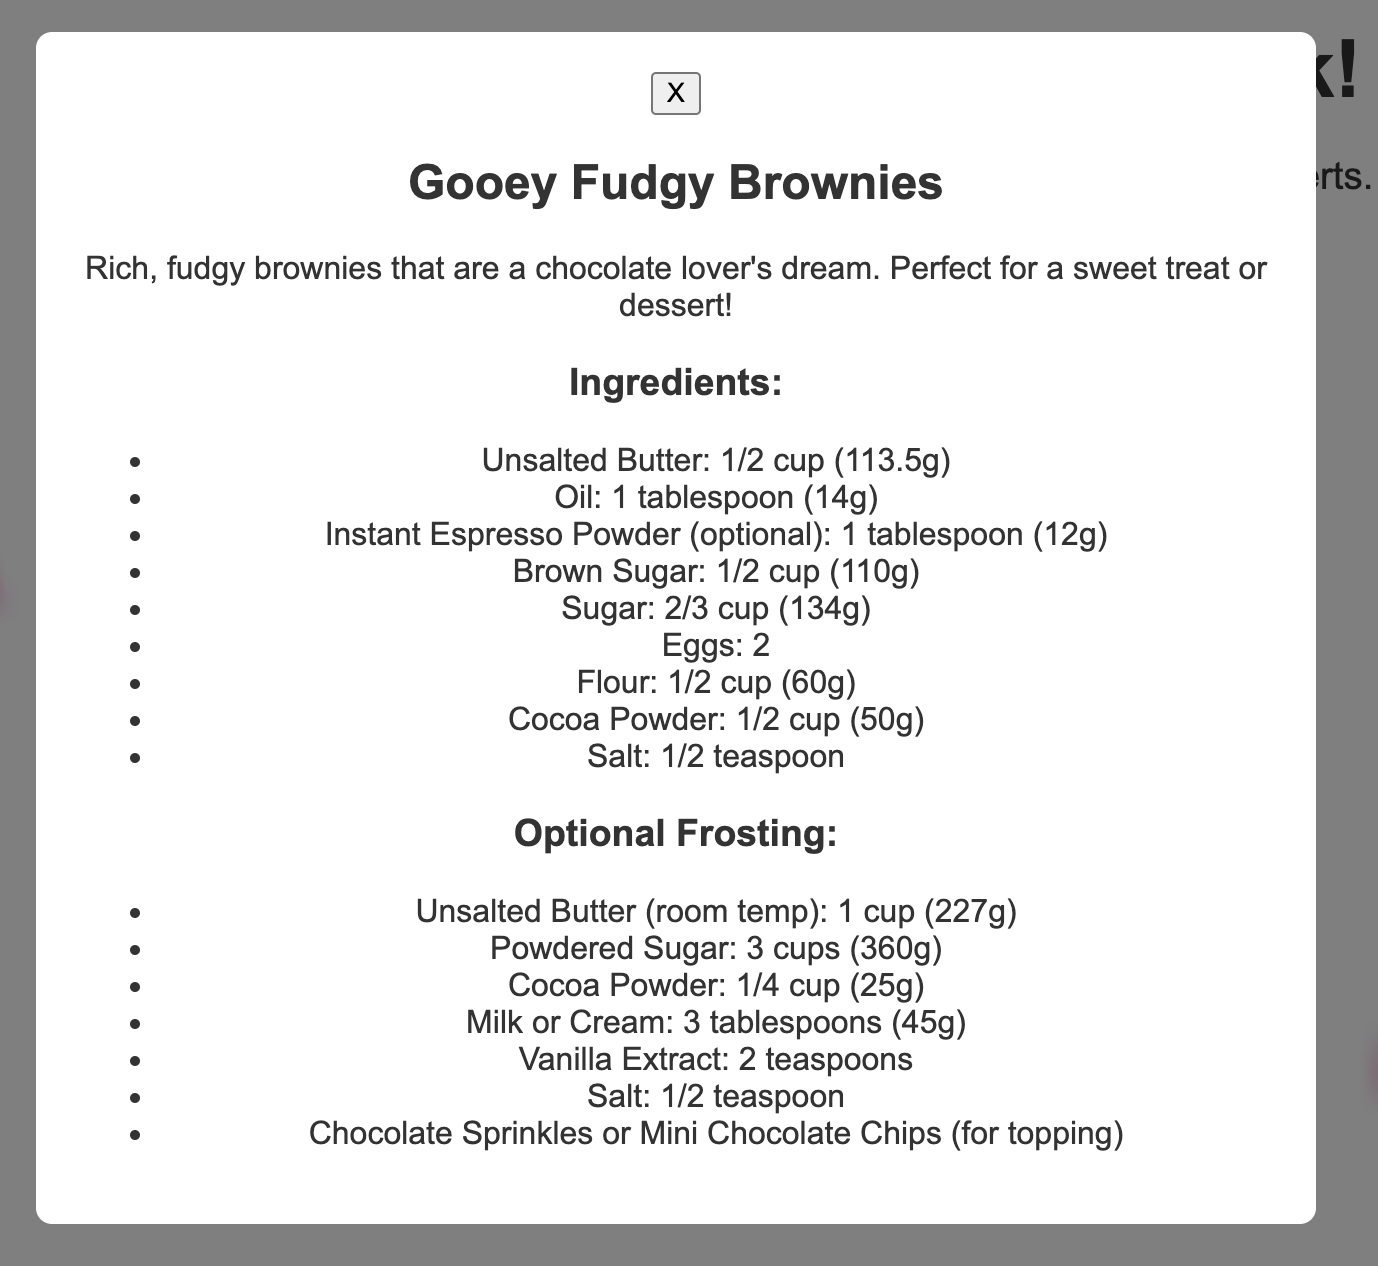 X
Gooey Fudgy Brownies
Rich, fudgy brownies that are a chocolate lover's dream. Perfect for a sweet treat or
dessert!
Ingredients:
• Unsalted Butter: 1/2 cup (113.5g)
• Oil: 1 tablespoon (14g)
• Instant Espresso Powder (optional): 1 tablespoon (12g)
• Brown Sugar: 1/2 cup (110g)
• Sugar: 2/3 cup (134g)
• Eggs: 2
• Flour: 1/2 cup (60g)
• Cocoa Powder: 1/2 cup (50g)
• Salt: 1/2 teaspoon
Optional Frosting:
• Unsalted Butter (room temp): 1 cup (227g)
• Powdered Sugar: 3 cups (360g)
• Cocoa Powder: 1/4 cup (25g)
• Milk or Cream: 3 tablespoons (45g)
• Vanilla Extract: 2 teaspoons
• Salt: 1/2 teaspoon
• Chocolate Sprinkles or Mini Chocolate Chips (for topping)